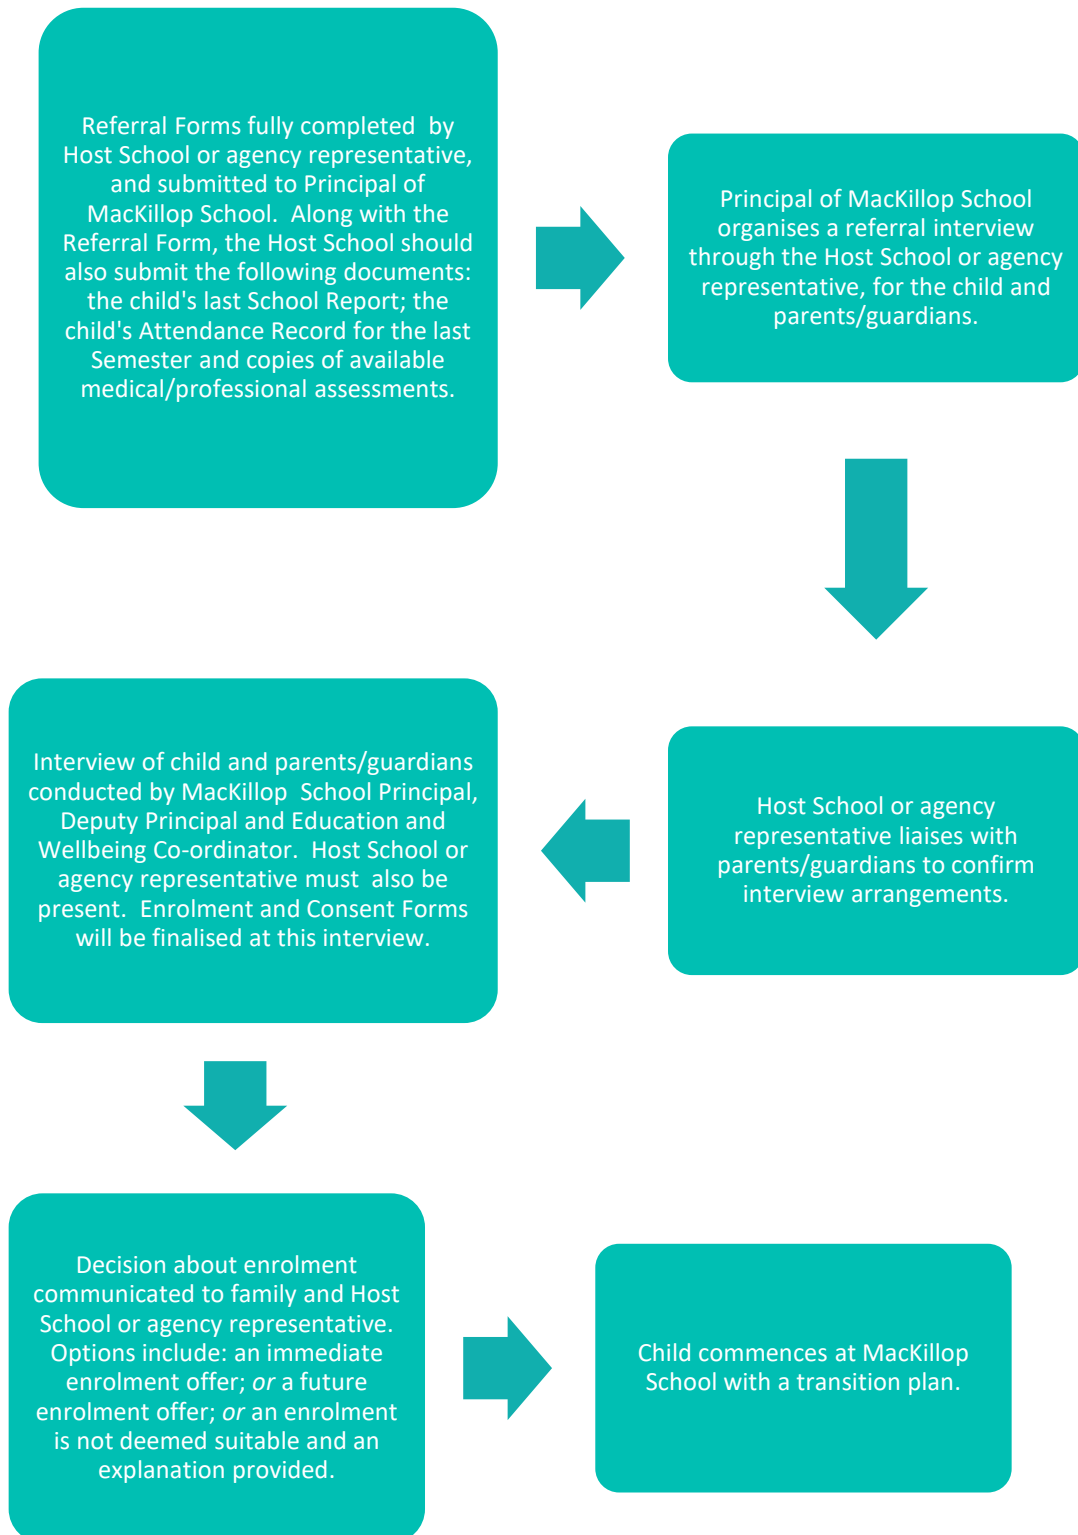 Referral Forms fully completed by
Host School or agency representative,
and submitted to Principal of
MacKillop School. Along with the
Referral Form, the Host School should
also submit the following documents:
the child's last School Report; the
child's Attendance Record for the last
Semester and copies of available
medical/professional assessments.
Principal of MacKillop School
organises a referral interview
through the Host School or agency
representative, for the child and
parents/guardians.
Host School or agency
representative liaises with
parents/guardians to confirm
interview arrangements.
Interview of child and parents/guardians
conducted by MacKillop School Principal,
Deputy Principal and Education and
Wellbeing Co-ordinator. Host School or
agency representative must also be
present. Enrolment and Consent Forms
will be finalised at this interview.
Decision about enrolment
communicated to family and Host
School or agency representative.
Options include: an immediate
enrolment offer; or a future
enrolment offer; or an enrolment
is not deemed suitable and an
explanation provided.
Child commences at MacKillop
School with a transition plan.